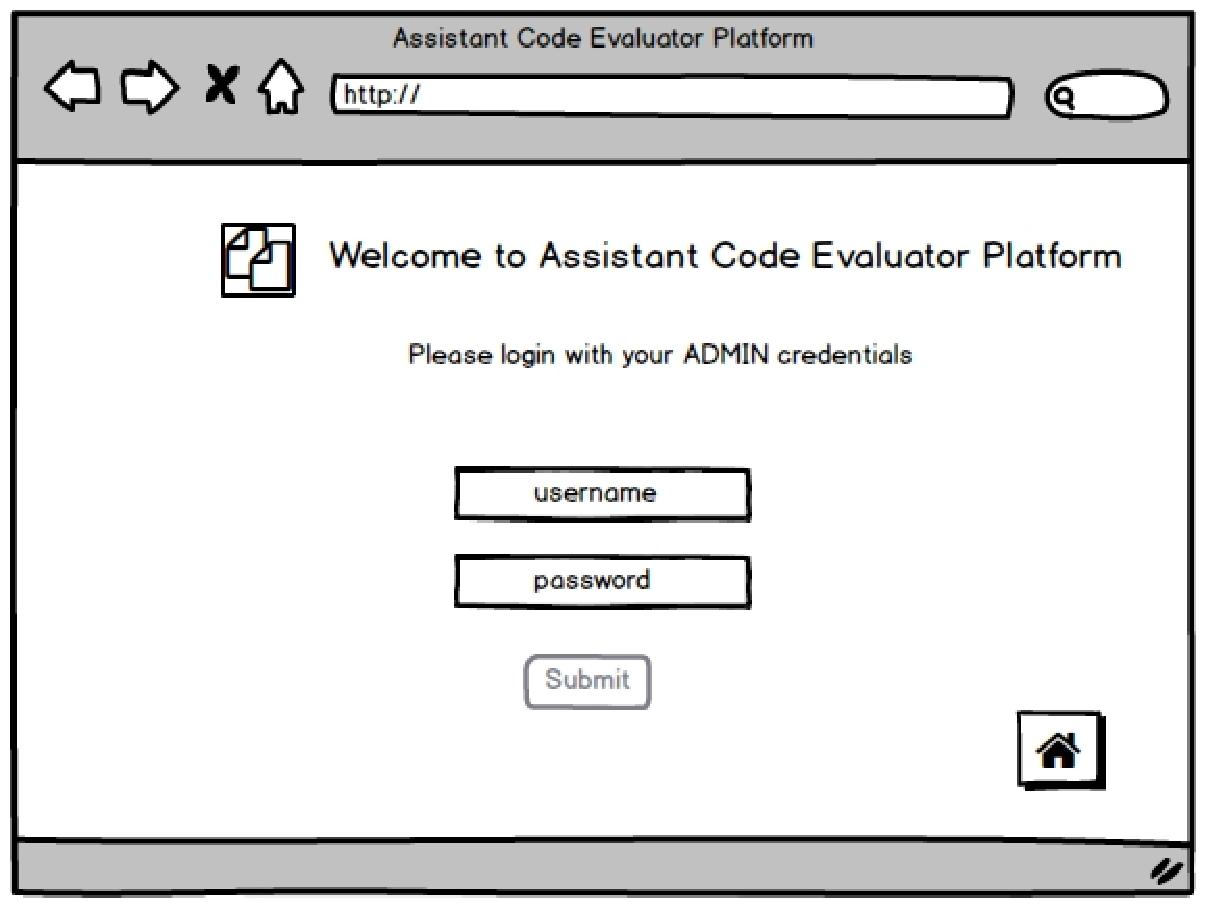 Assistant Code Evaluator Platform
http://
Welcome to Assistant Code Evaluator Platform
Please login with your ADMIN credentials
username
password
Submit